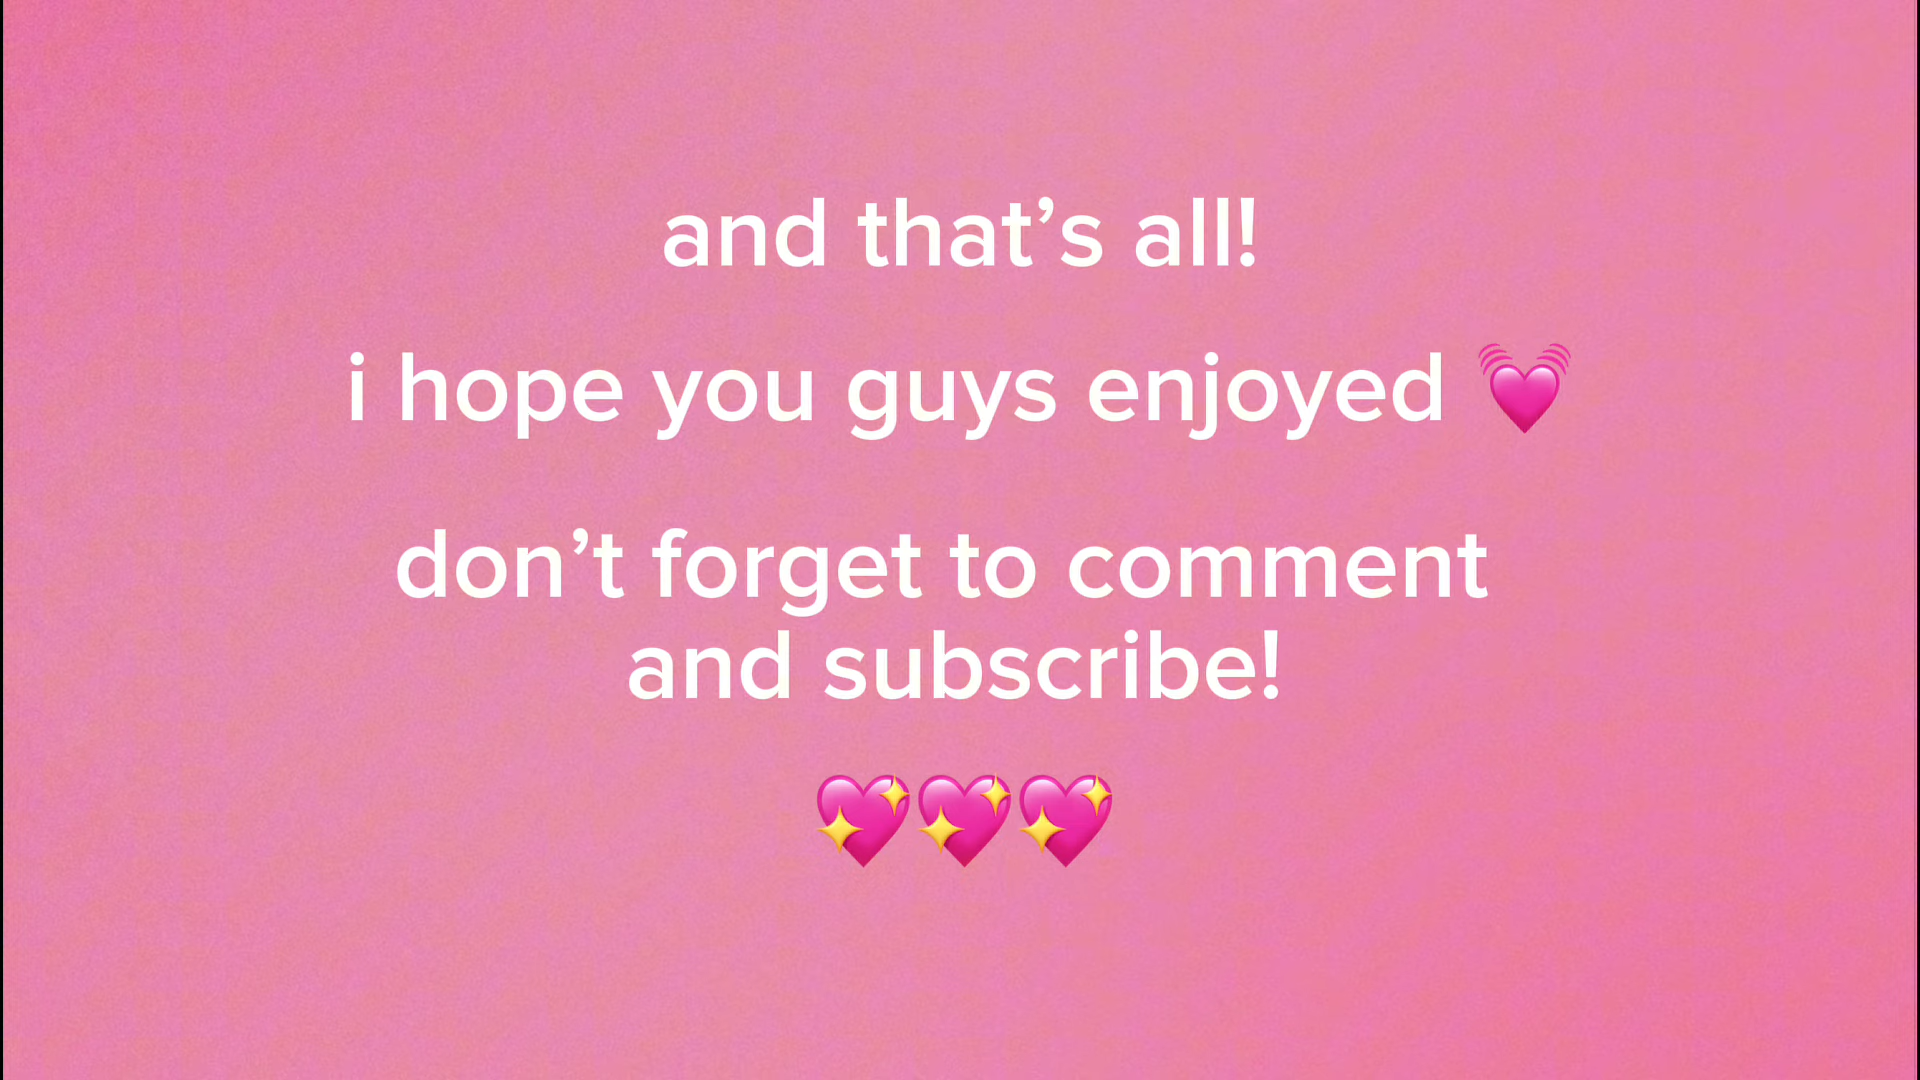 and that’s all!
i hope you guys enjoyed 💓
don’t forget to comment
and subscribe!
💖💖💖